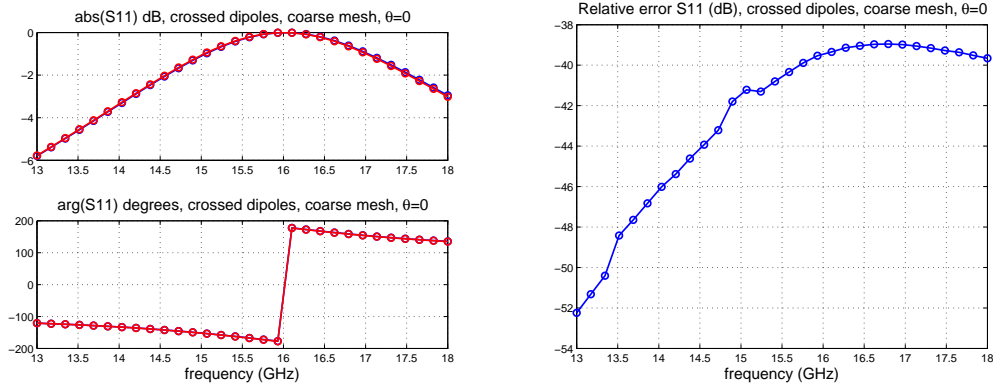 abs(S11) dB, crossed dipoles, coarse mesh, θ=0
0
−2
−4
−6
13 13.5 14 14.5 15 15.5 16 16.5 17 17.5 18
arg(S11) degrees, crossed dipoles, coarse mesh, θ=0
200
100
0
−100
−200
13 13.5 14 14.5 15 15.5 16 16.5 17 17.5 18
frequency (GHz)
Relative error S11 (dB), crossed dipoles, coarse mesh, θ=0
−38
−40
−42
−44
−46
−48
−50
−52
−54
13 13.5 14 14.5 15 15.5 16 16.5 17 17.5 18
frequency (GHz)